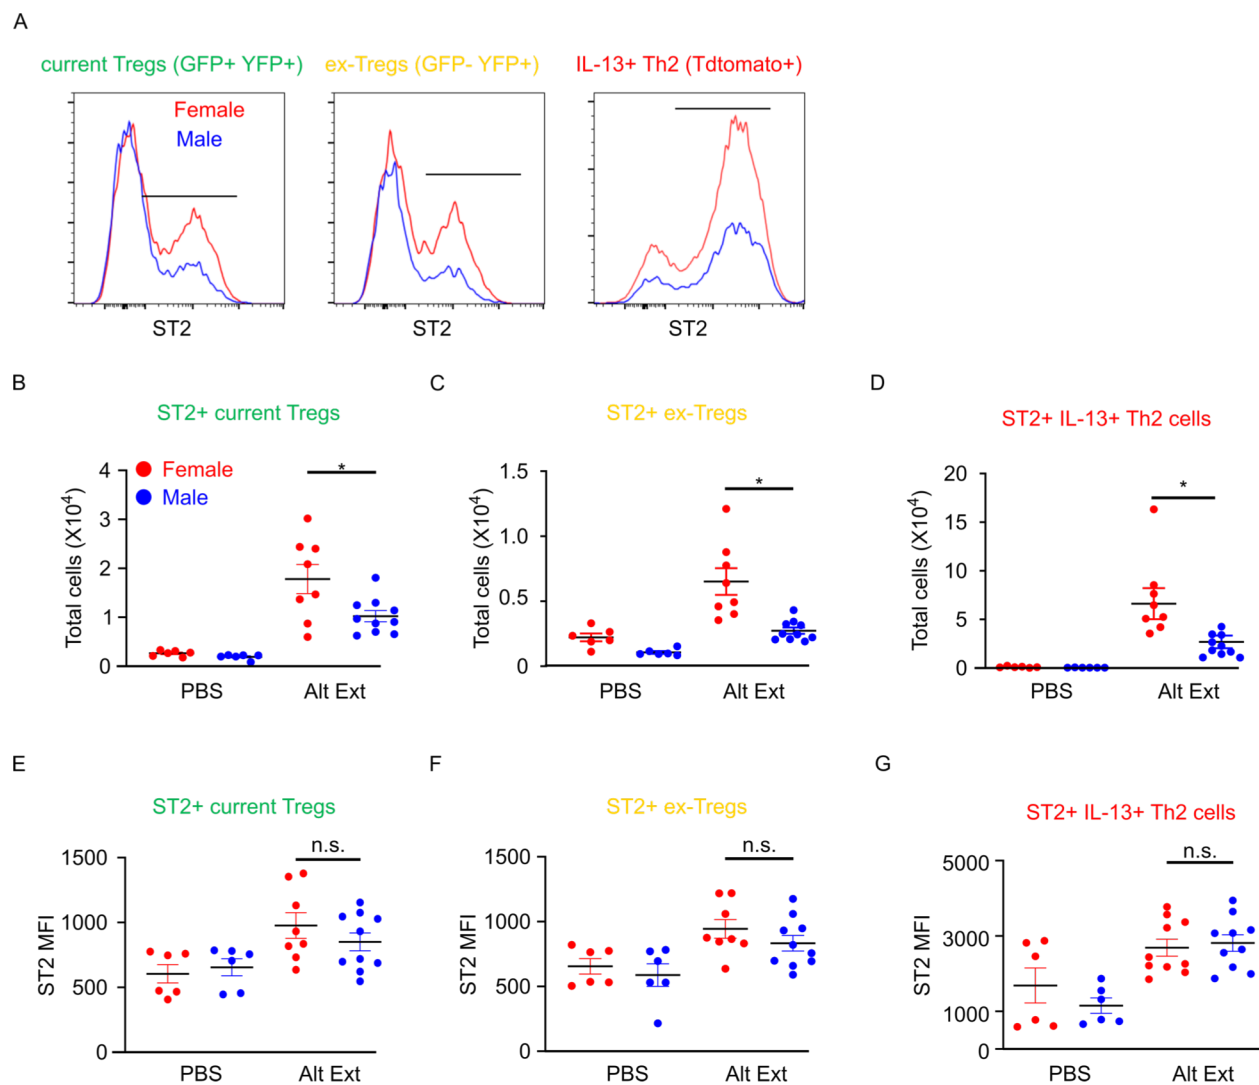 A
current Tregs (GFP+ YFP+)
ex-Tregs (GFP- YFP+)
IL-13+ Th2 (Tdtomato+)
Female
Male
ST2
ST2
ST2
B
C
D
ST2+ current Tregs
ST2+ ex-Tregs
ST2+ IL-13+ Th2 cells
Female
Male
Total cells (X10⁴)
4
3
2
1
0
*
PBS
Alt Ext
Total cells (X10⁴)
1.5
1.0
0.5
0
*
PBS
Alt Ext
Total cells (X10⁴)
20
15
10
5
0
*
PBS
Alt Ext
E
F
G
ST2+ current Tregs
ST2+ ex-Tregs
ST2+ IL-13+ Th2 cells
ST2 MFI
1500
1000
500
0
n.s.
PBS
Alt Ext
ST2 MFI
1500
1000
500
0
n.s.
PBS
Alt Ext
ST2 MFI
5000
3000
1000
0
n.s.
PBS
Alt Ext